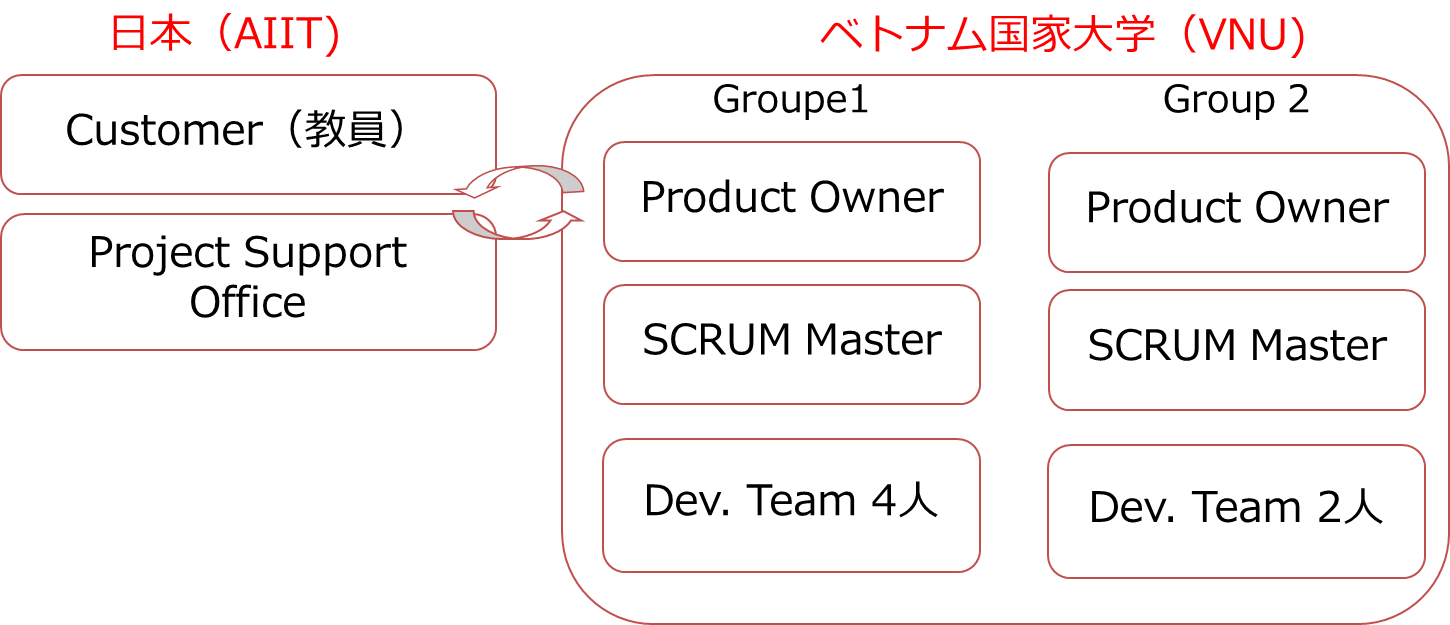 日本（AIIT)
Customer（教員）
Project Support
Office
ベトナム国家大学（VNU)
Groupe1
Product Owner
SCRUM Master
Dev. Team 4人
Group 2
Product Owner
SCRUM Master
Dev. Team 2人